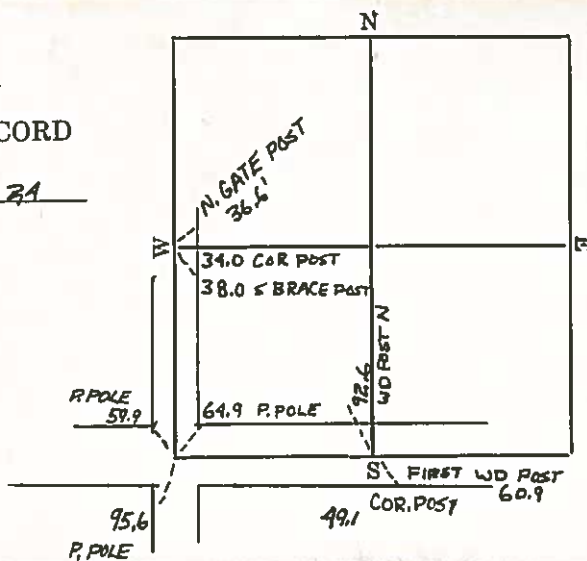 N
CORD
24
N. GATE POST
36.6'
W
E
34.0 COR POST
38.0 S BRACE POST
WD POST N
92.6
P.POLE
59.9
64.9 P. POLE
S
FIRST WD POST
60.9
COR. POST
49.1
95.6
P. POLE